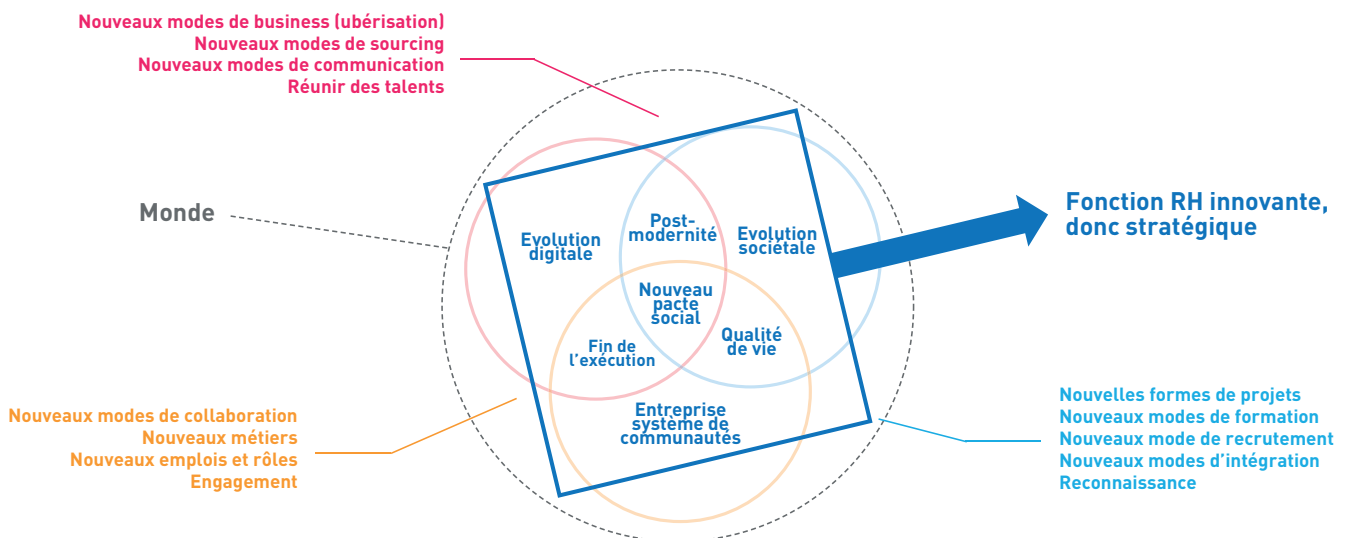 Nouveaux modes de business (ubérisation)
Nouveaux modes de sourcing
Nouveaux modes de communication
Réunir des talents
Monde
Fonction RH innovante,
donc stratégique
Evolution
digitale
Post-
modernité
Evolution
sociétale
Nouveau
pacte
social
Fin de
l'exécution
Qualité
de vie
Entreprise
système de
communautés
Nouveaux modes de collaboration
Nouveaux métiers
Nouveaux emplois et rôles
Engagement
Nouvelles formes de projets
Nouveaux modes de formation
Nouveaux mode de recrutement
Nouveaux modes d'intégration
Reconnaissance